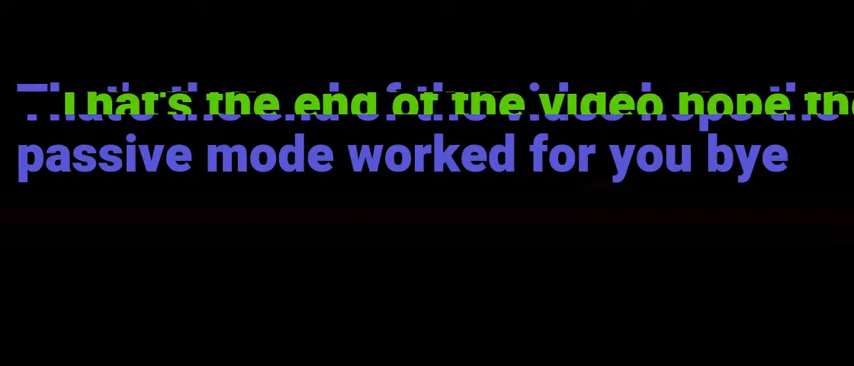 That's the end of the video hope the
passive mode worked for you bye